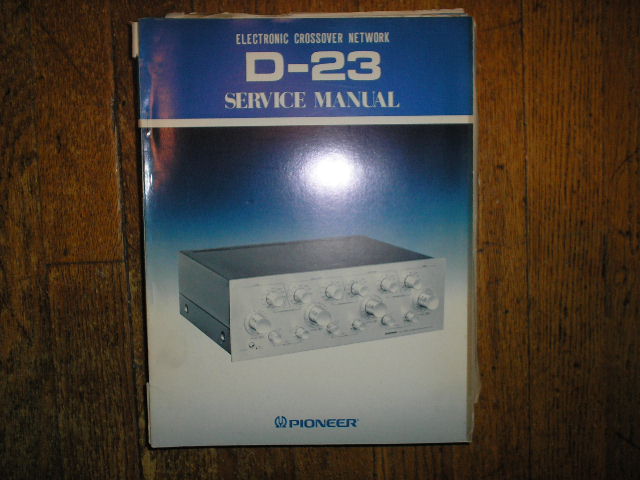 ELECTRONIC CROSSOVER NETWORK
D-23
SERVICE MANUAL
PIONEER